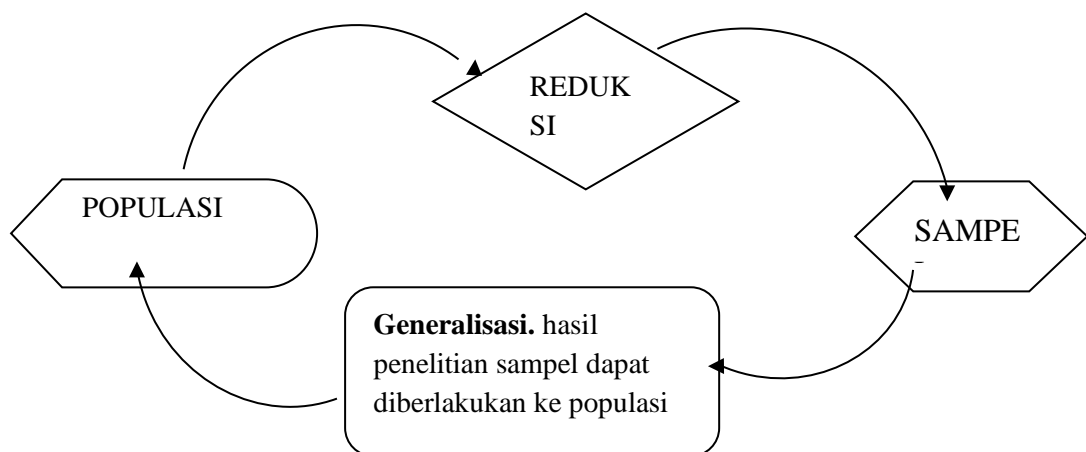 REDUK
SI
POPULASI
SAMPE
Generalisasi. hasil
penelitian sampel dapat
diberlakukan ke populasi